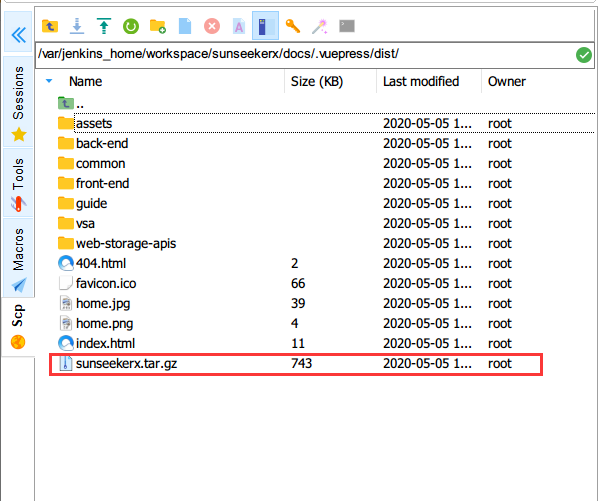 /var/jenkins_home/workspace/sunseekerx/docs/.vuepress/dist/
Name Size (KB) Last modified Owner
..
assets 2020-05-05 1... root
back-end 2020-05-05 1... root
common 2020-05-05 1... root
front-end 2020-05-05 1... root
guide 2020-05-05 1... root
vsa 2020-05-05 1... root
web-storage-apis 2020-05-05 1... root
404.html 2 2020-05-05 1... root
favicon.ico 66 2020-05-05 1... root
home.jpg 39 2020-05-05 1... root
home.png 4 2020-05-05 1... root
index.html 11 2020-05-05 1... root
sunseekerx.tar.gz 743 2020-05-05 1... root
Sessions
Tools
Macros
Scp